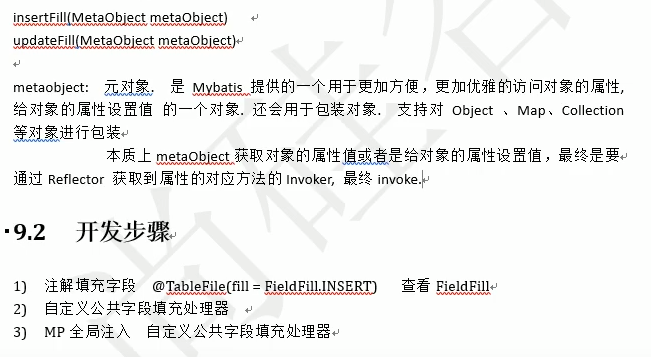 insertFill(MetaObject metaObject)
updateFill(MetaObject metaObject)
metaobject: 元对象. 是 Mybatis 提供的一个用于更加方便，更加优雅的访问对象的属性,
给对象的属性设置值 的一个对象. 还会用于包装对象. 支持对 Object 、Map、Collection
等对象进行包装
本质上 metaObject 获取对象的属性值或者是给对象的属性设置值，最终是要
通过 Reflector 获取到属性的对应方法的 Invoker, 最终 invoke.
9.2 开发步骤
1) 注解填充字段 @TableFile(fill = FieldFill.INSERT) 查看 FieldFill
2) 自定义公共字段填充处理器
3) MP 全局注入 自定义公共字段填充处理器